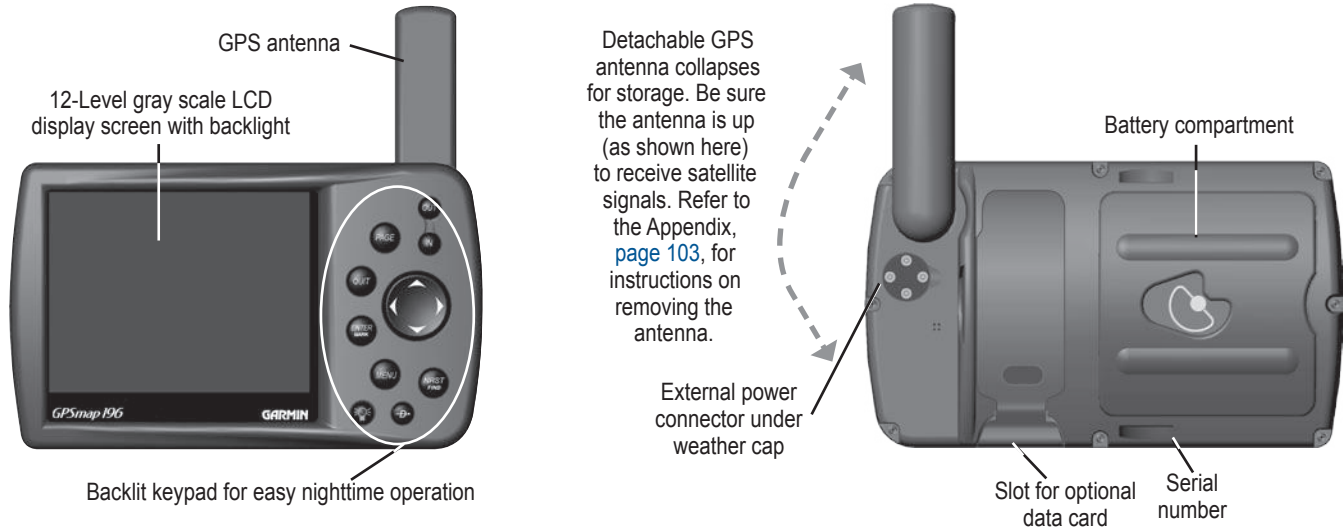 GPS antenna
12-Level gray scale LCD
display screen with backlight
OUT
IN
PAGE
QUIT
ENTER
MARK
MENU
NRST
FIND
D
GPSmap 196
GARMIN
Backlit keypad for easy nighttime operation
Detachable GPS
antenna collapses
for storage. Be sure
the antenna is up
(as shown here)
to receive satellite
signals. Refer to
the Appendix,
page 103, for
instructions on
removing the
antenna.
External power
connector under
weather cap
Battery compartment
Slot for optional
data card
Serial
number